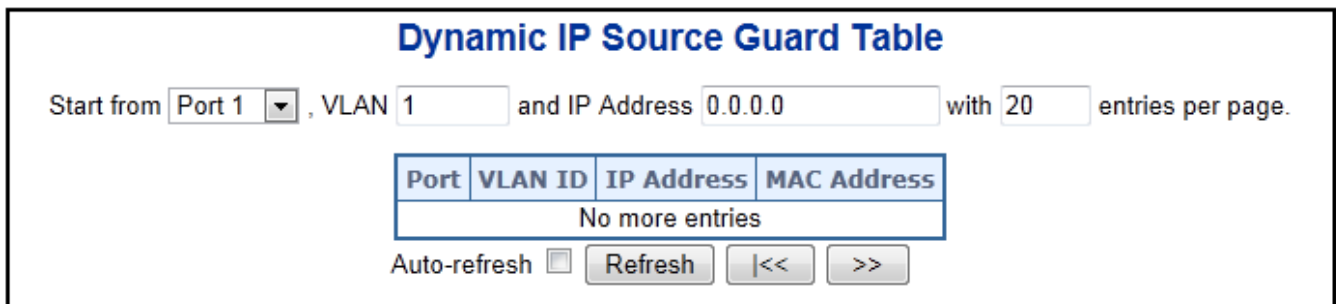 Dynamic IP Source Guard Table
Start from Port 1 , VLAN 1 and IP Address 0.0.0.0 with 20 entries per page.
Port VLAN ID IP Address MAC Address
No more entries
Auto-refresh Refresh |<< >>